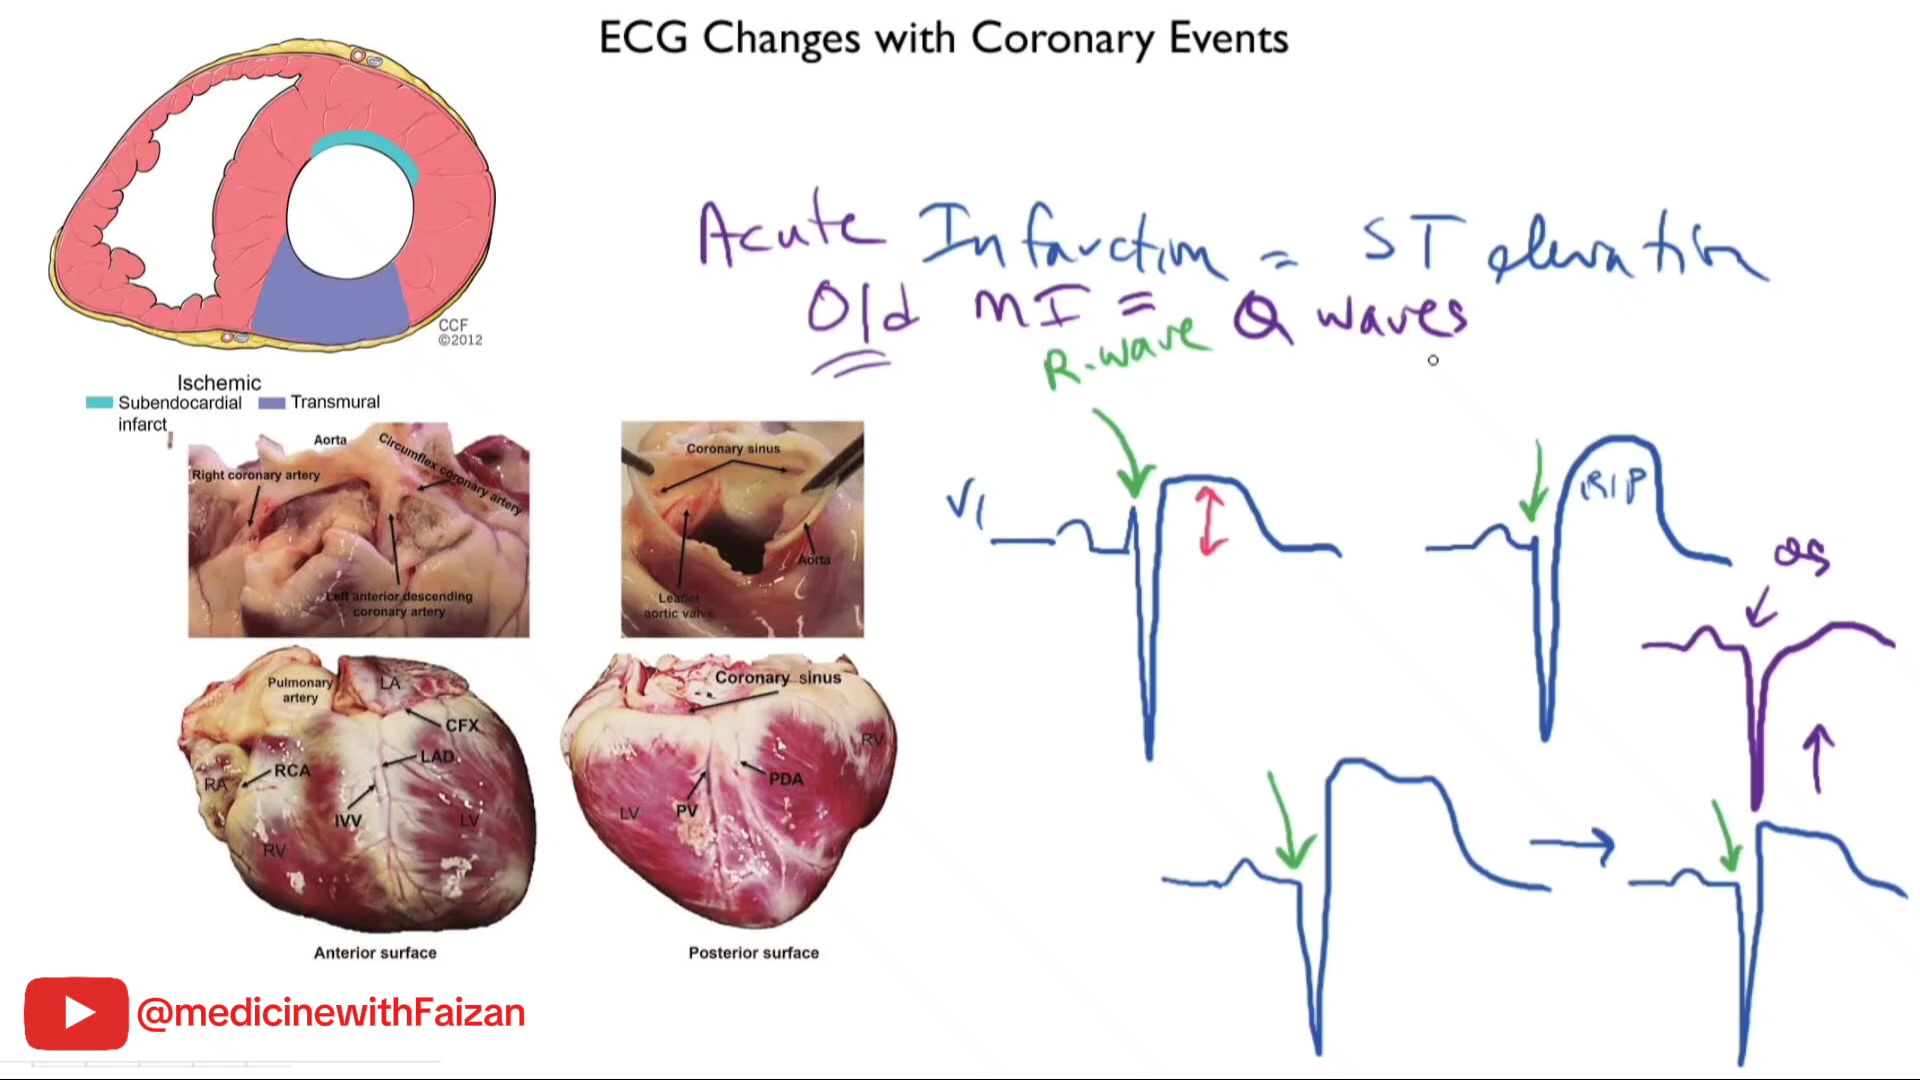 ECG Changes with Coronary Events
CCF
©2012
Ischemic
Subendocardial Transmural
infarct
Acute Infarction = ST elevation
Old MI = Q waves
R-wave
V1
RIP
QS
Aorta
Circumflex coronary artery
Right coronary artery
Left anterior descending
coronary artery
Coronary sinus
Aorta
Leaflet
aortic valve
Pulmonary
artery
LA
CFX
LAD
RCA
RA
IVV
LV
RV
Anterior surface
Coronary sinus
RV
PDA
LV
PV
Posterior surface
@medicinewithFaizan